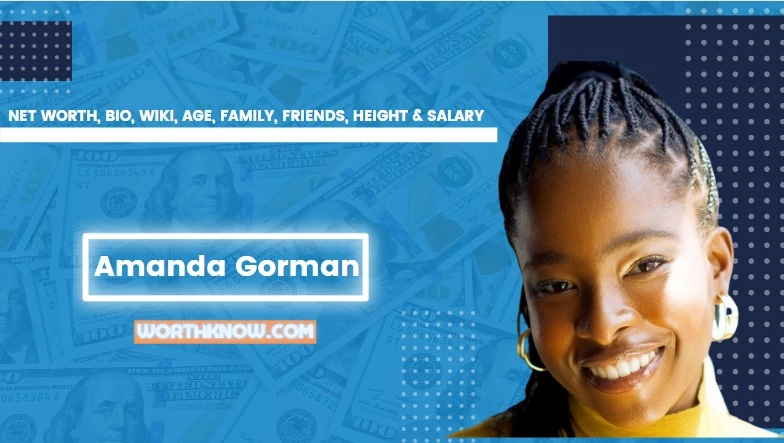 NET WORTH, BIO, WIKI, AGE, FAMILY, FRIENDS, HEIGHT & SALARY
Amanda Gorman
WORTHKNOW.COM